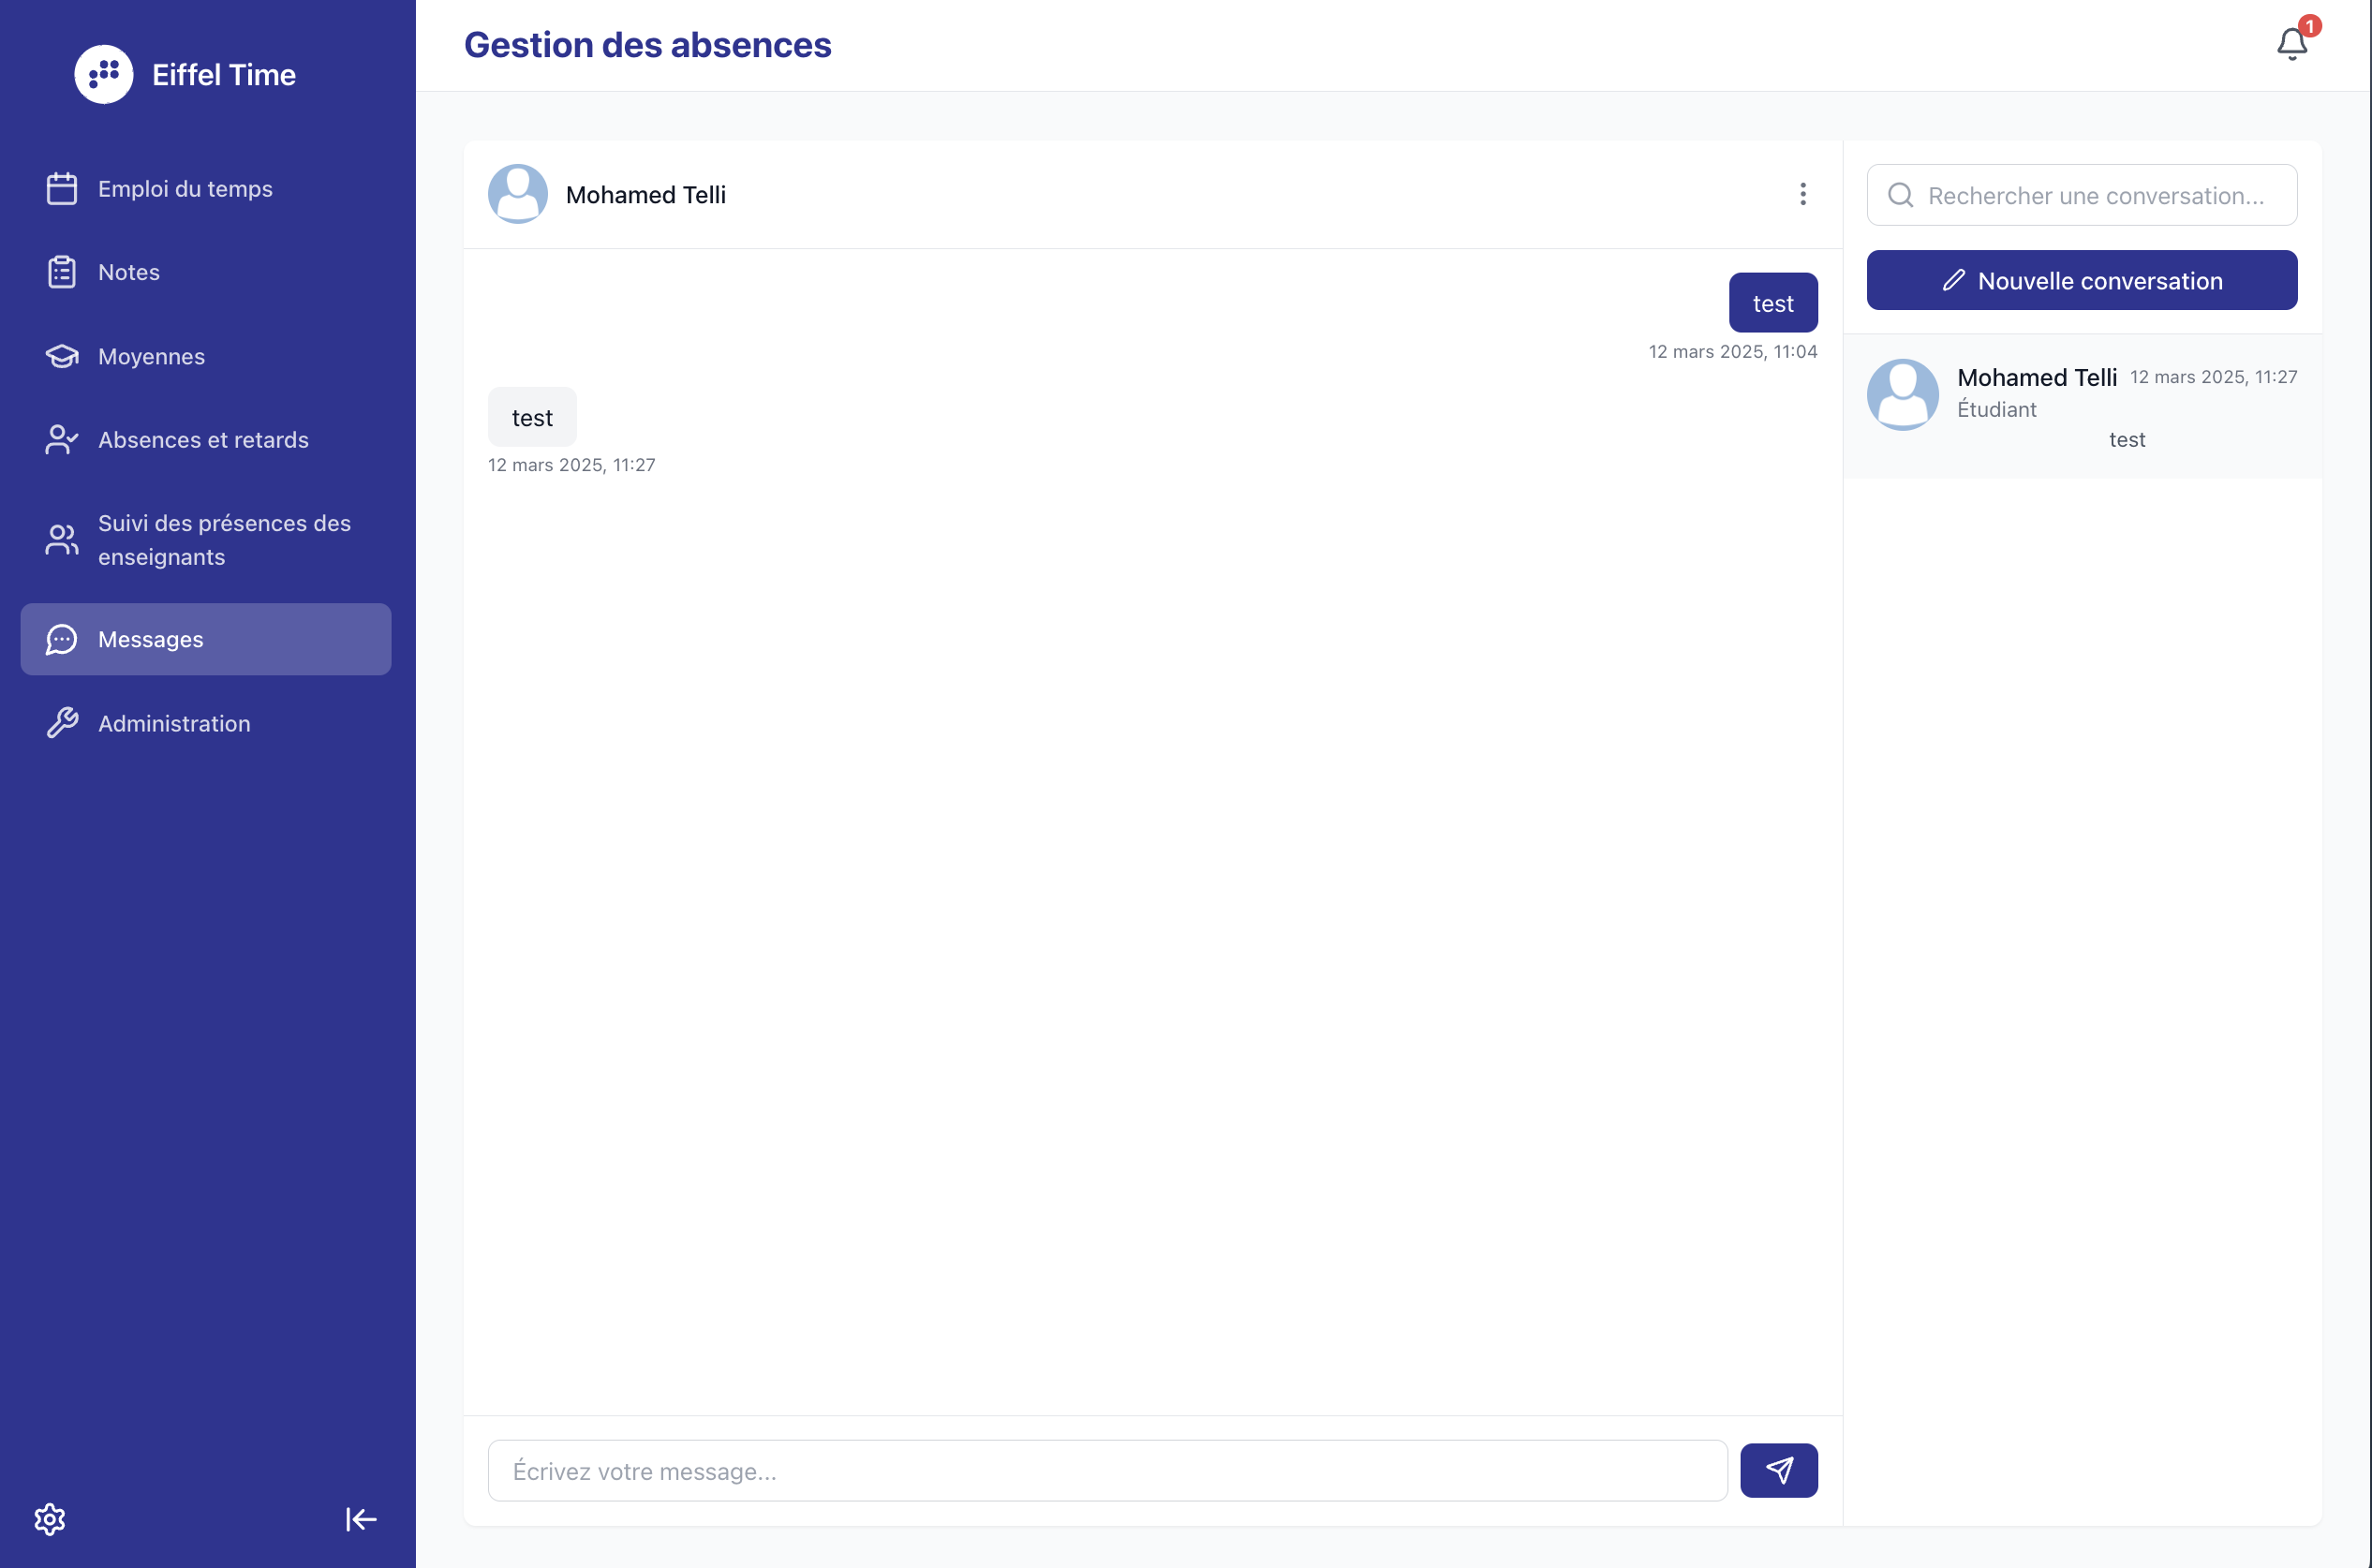 Eiffel Time
Emploi du temps
Notes
Moyennes
Absences et retards
Suivi des présences des
enseignants
Messages
Administration
Gestion des absences
1
Mohamed Telli
test
12 mars 2025, 11:04
test
12 mars 2025, 11:27
Écrivez votre message...
Rechercher une conversation...
Nouvelle conversation
Mohamed Telli 12 mars 2025, 11:27
Étudiant
test